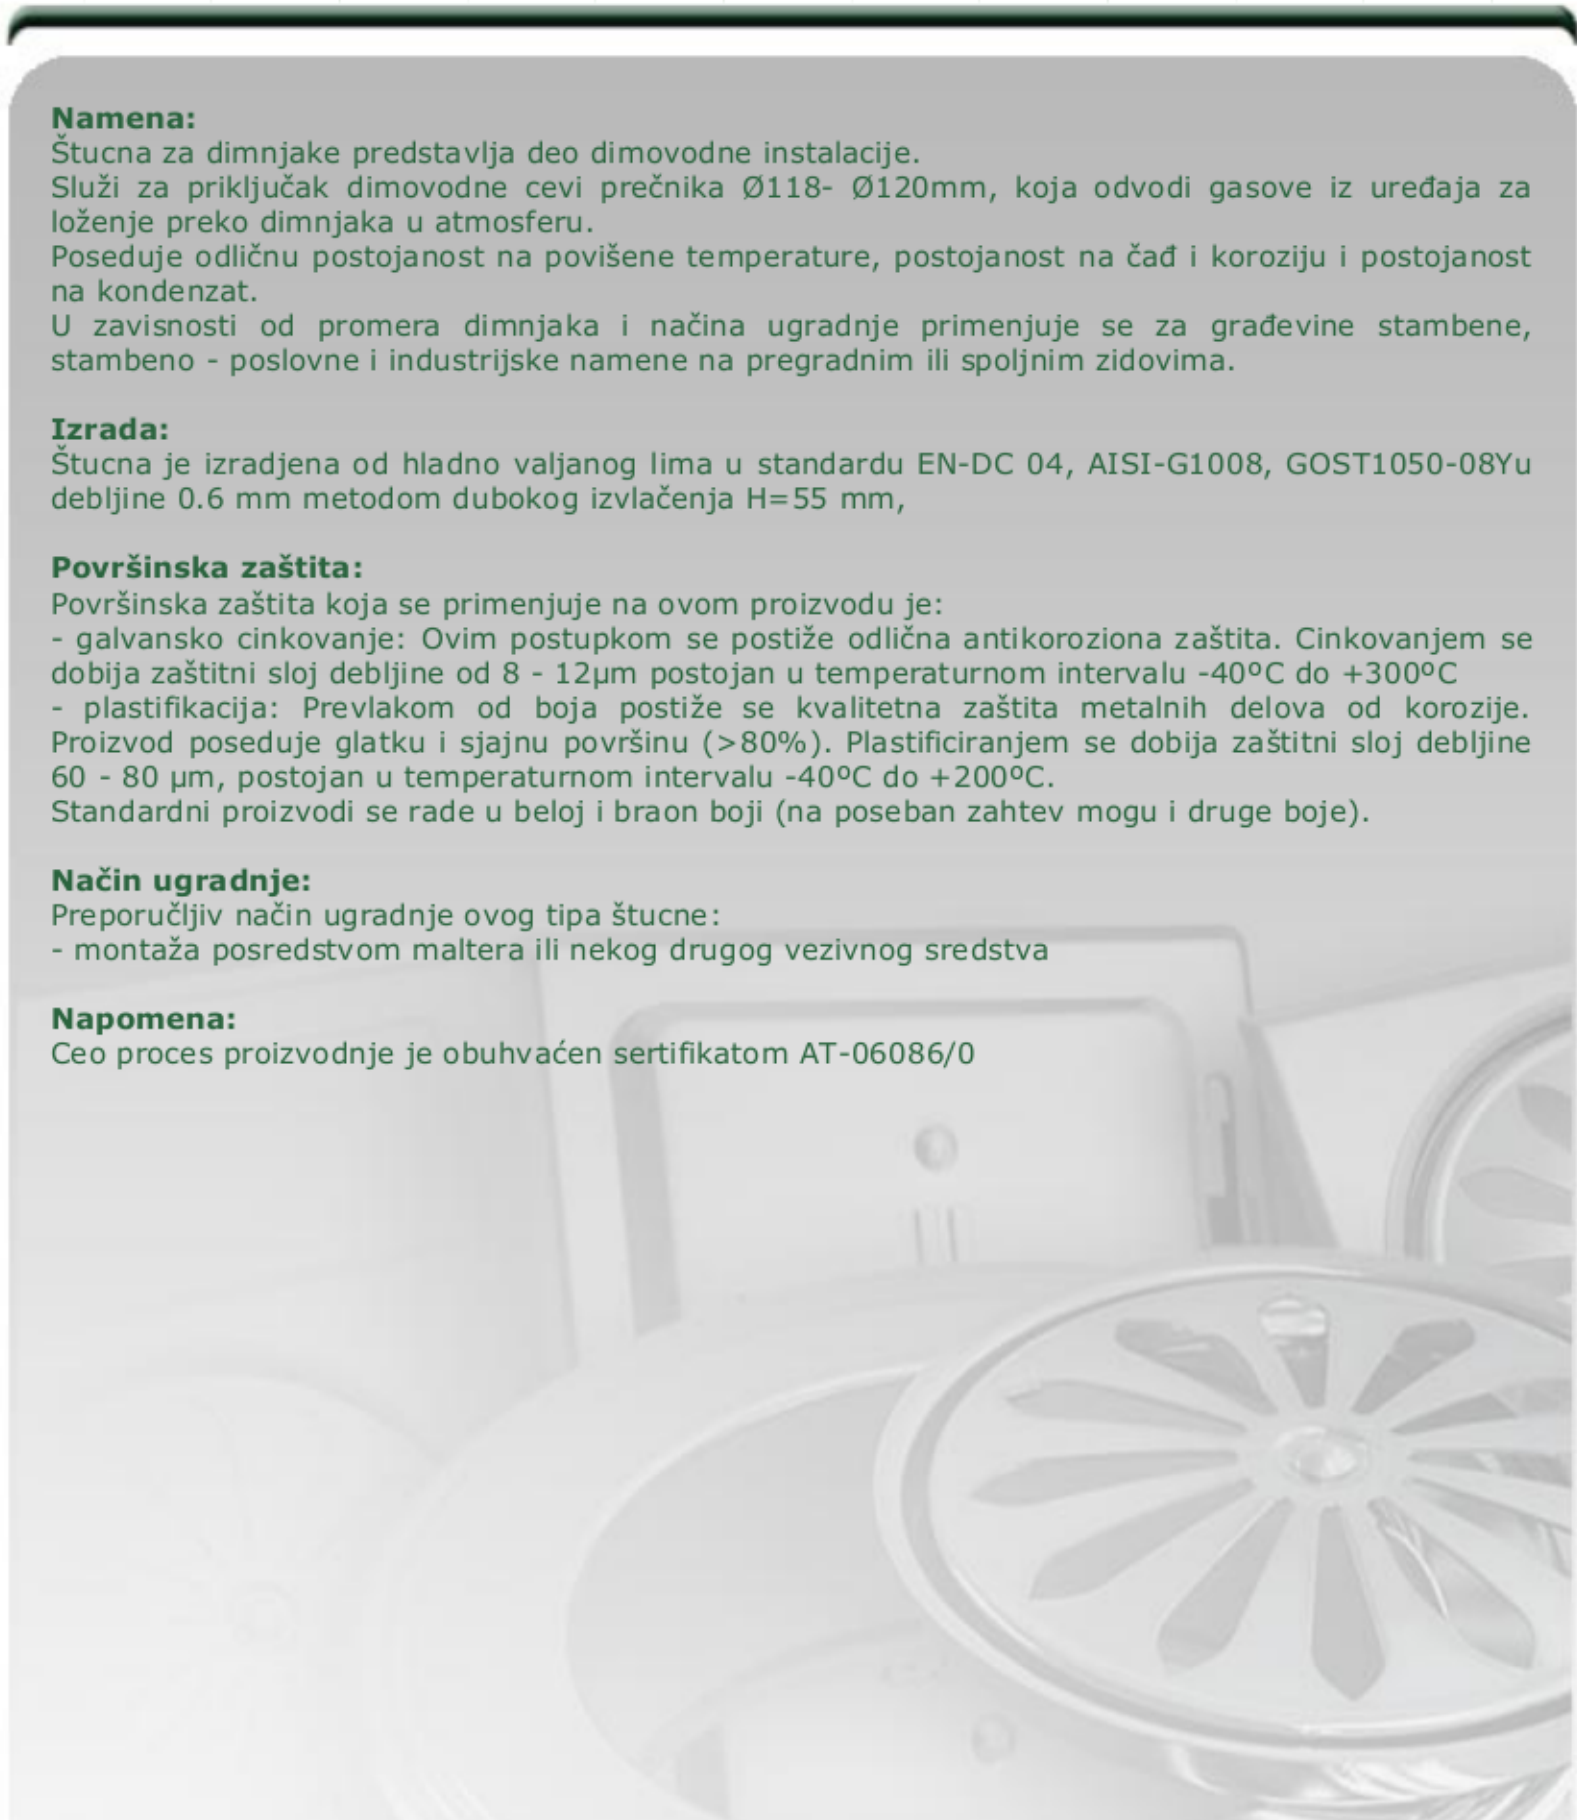 Namena:
Štucna za dimnjake predstavlja deo dimovodne instalacije.
Služi za priključak dimovodne cevi prečnika Ø118- Ø120mm, koja odvodi gasove iz uređaja za
loženje preko dimnjaka u atmosferu.
Poseduje odličnu postojanost na povišene temperature, postojanost na čađ i koroziju i postojanost
na kondenzat.
U zavisnosti od promera dimnjaka i načina ugradnje primenjuje se za građevine stambene,
stambeno - poslovne i industrijske namene na pregradnim ili spoljnim zidovima.
Izrada:
Štucna je izradjena od hladno valjanog lima u standardu EN-DC 04, AISI-G1008, GOST1050-08Yu
debljine 0.6 mm metodom dubokog izvlačenja H=55 mm,
Površinska zaštita:
Površinska zaštita koja se primenjuje na ovom proizvodu je:
- galvansko cinkovanje: Ovim postupkom se postiže odlična antikoroziona zaštita. Cinkovanjem se
dobija zaštitni sloj debljine od 8 - 12µm postojan u temperaturnom intervalu -40ºC do +300ºC
- plastifikacija: Prevlakom od boja postiže se kvalitetna zaštita metalnih delova od korozije.
Proizvod poseduje glatku i sjajnu površinu (>80%). Plastificiranjem se dobija zaštitni sloj debljine
60 - 80 µm, postojan u temperaturnom intervalu -40ºC do +200ºC.
Standardni proizvodi se rade u beloj i braon boji (na poseban zahtev mogu i druge boje).
Način ugradnje:
Preporučljiv način ugradnje ovog tipa štucne:
- montaža posredstvom maltera ili nekog drugog vezivnog sredstva
Napomena:
Ceo proces proizvodnje je obuhvaćen sertifikatom AT-06086/0